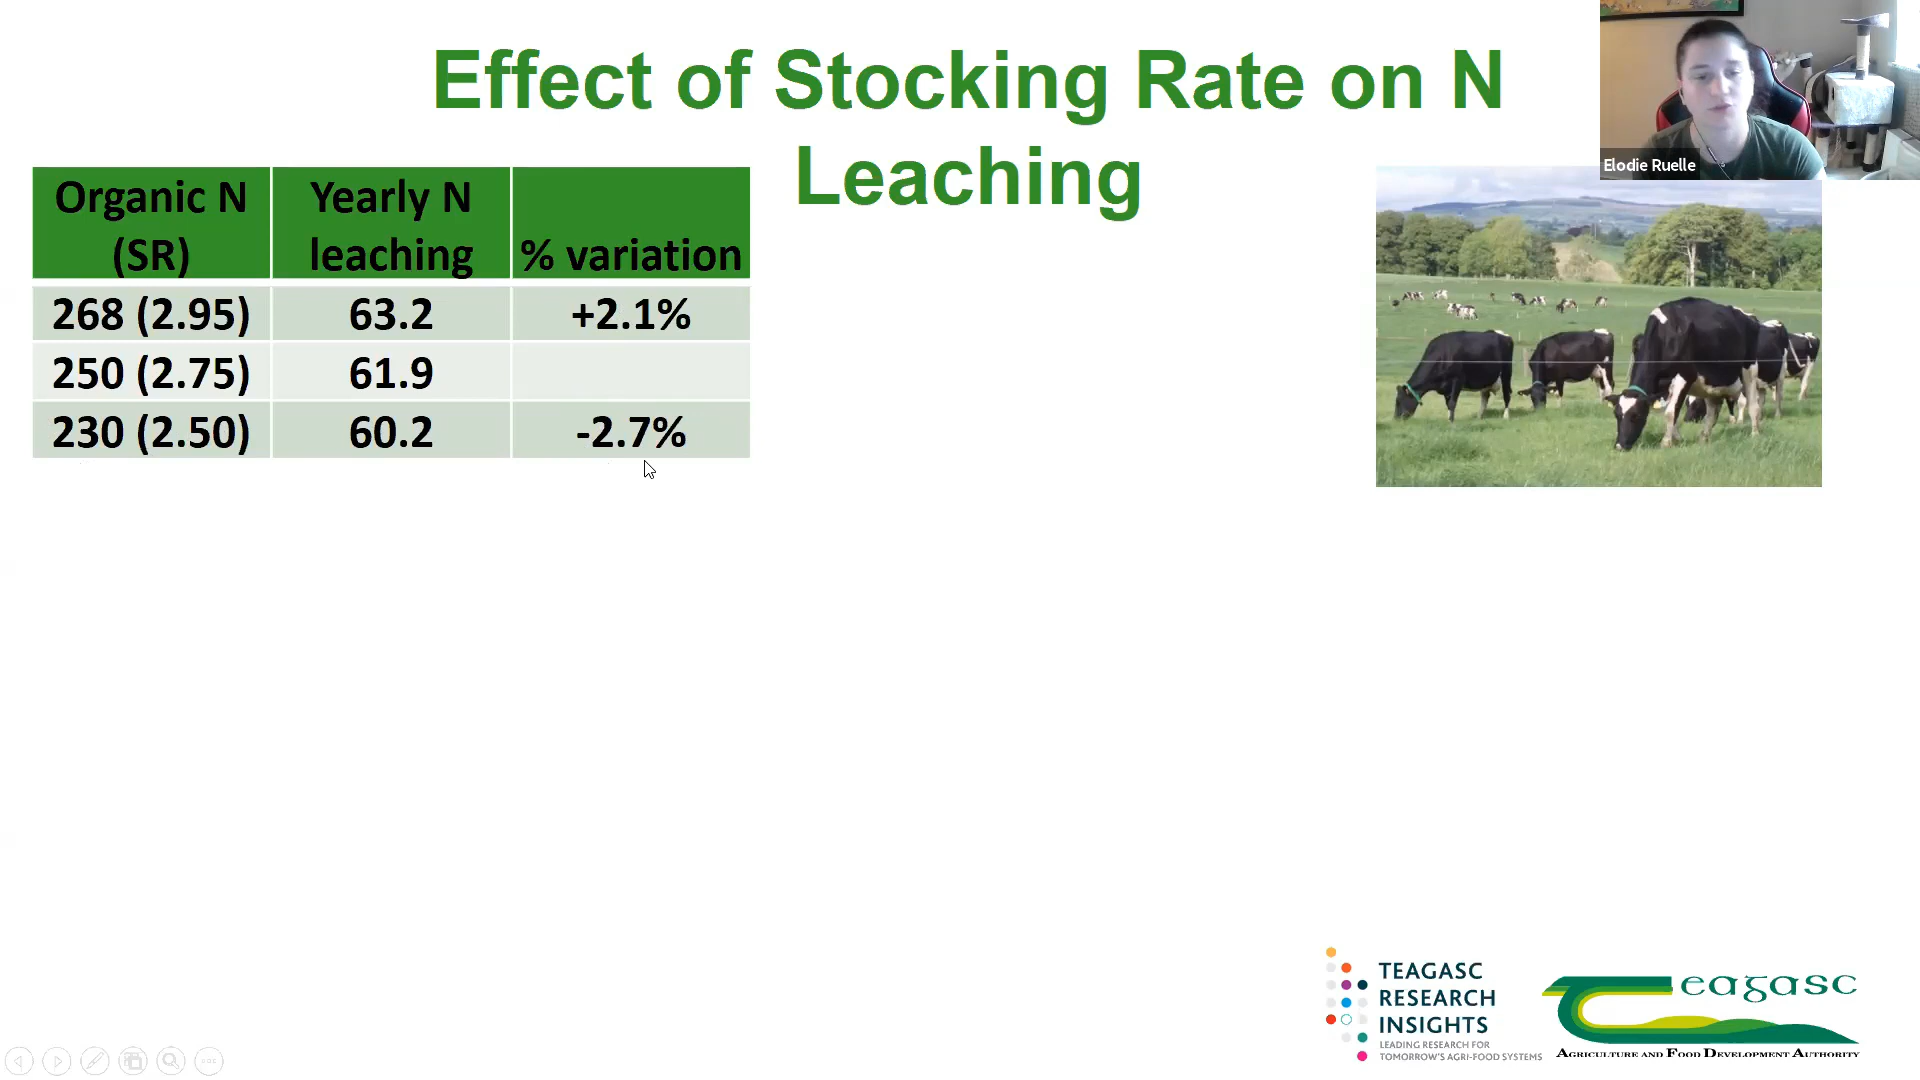 Effect of Stocking Rate on N
Leaching
Elodie Ruelle
Organic N
(SR)
Yearly N
leaching
% variation
268 (2.95) 63.2 +2.1%
250 (2.75) 61.9
230 (2.50) 60.2 -2.7%
TEAGASC
RESEARCH
INSIGHTS
LEADING RESEARCH FOR
TOMORROW'S AGRI-FOOD SYSTEMS
eagasc
AGRICULTURE AND FOOD DEVELOPMENT AUTHORITY